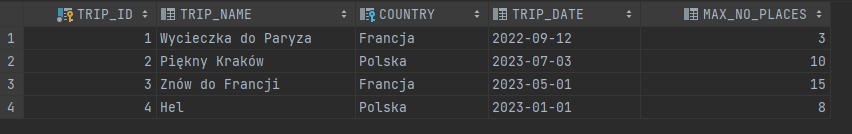 TRIP_ID TRIP_NAME COUNTRY TRIP_DATE MAX_NO_PLACES
1 1 Wycieczka do Paryza Francja 2022-09-12 3
2 2 Piękny Kraków Polska 2023-07-03 10
3 3 Znów do Francji Francja 2023-05-01 15
4 4 Hel Polska 2023-01-01 8